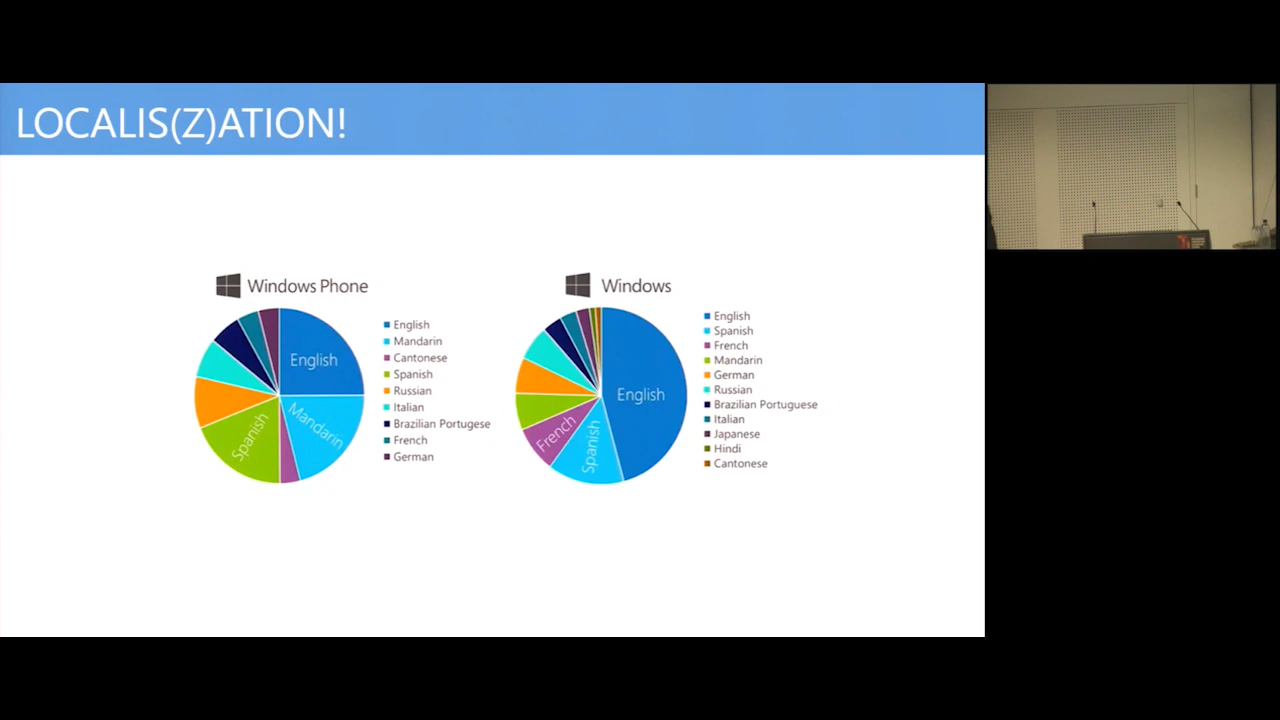 LOCALIS(Z)ATION!
Windows Phone
English
Mandarin
Spanish
English
Mandarin
Cantonese
Spanish
Russian
Italian
Brazilian Portugese
French
German
Windows
English
Spanish
French
English
Spanish
French
Mandarin
German
Russian
Brazilian Portuguese
Italian
Japanese
Hindi
Cantonese